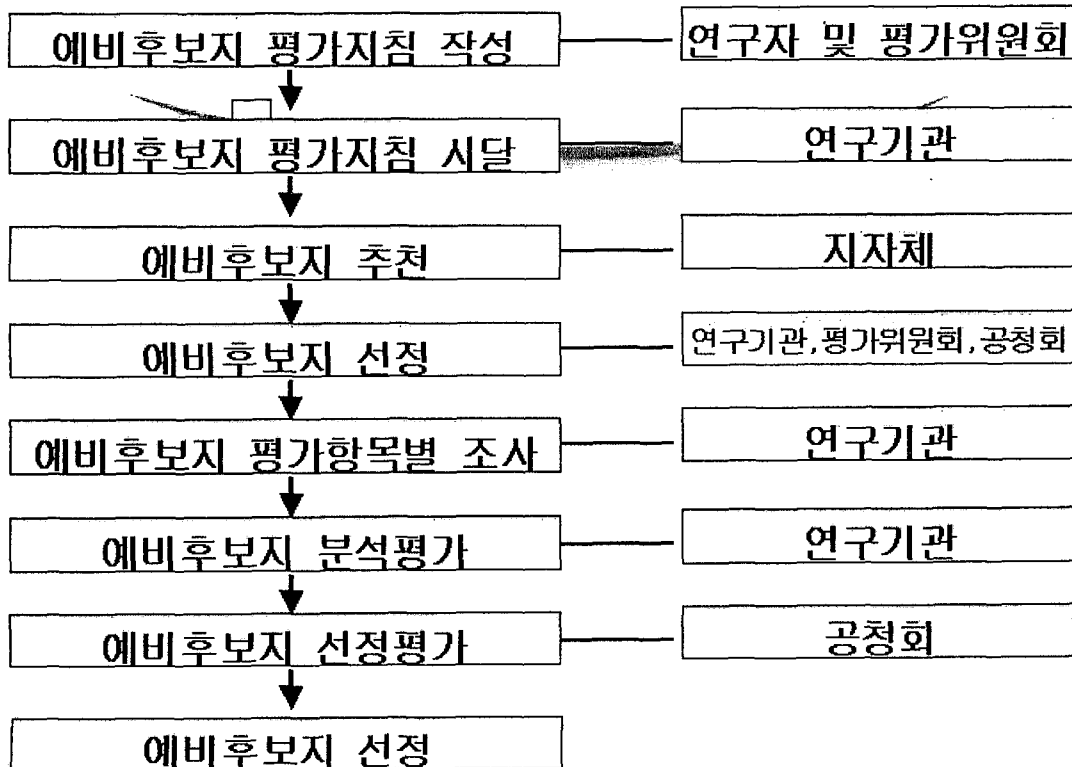 예비후보지 평가지침 작성
연구자 및 평가위원회
예비후보지 평가지침 시달
연구기관
예비후보지 추천
지자체
예비후보지 선정
연구기관,평가위원회,공청회
예비후보지 평가항목별 조사
연구기관
예비후보지 분석평가
연구기관
예비후보지 선정평가
공청회
예비후보지 선정